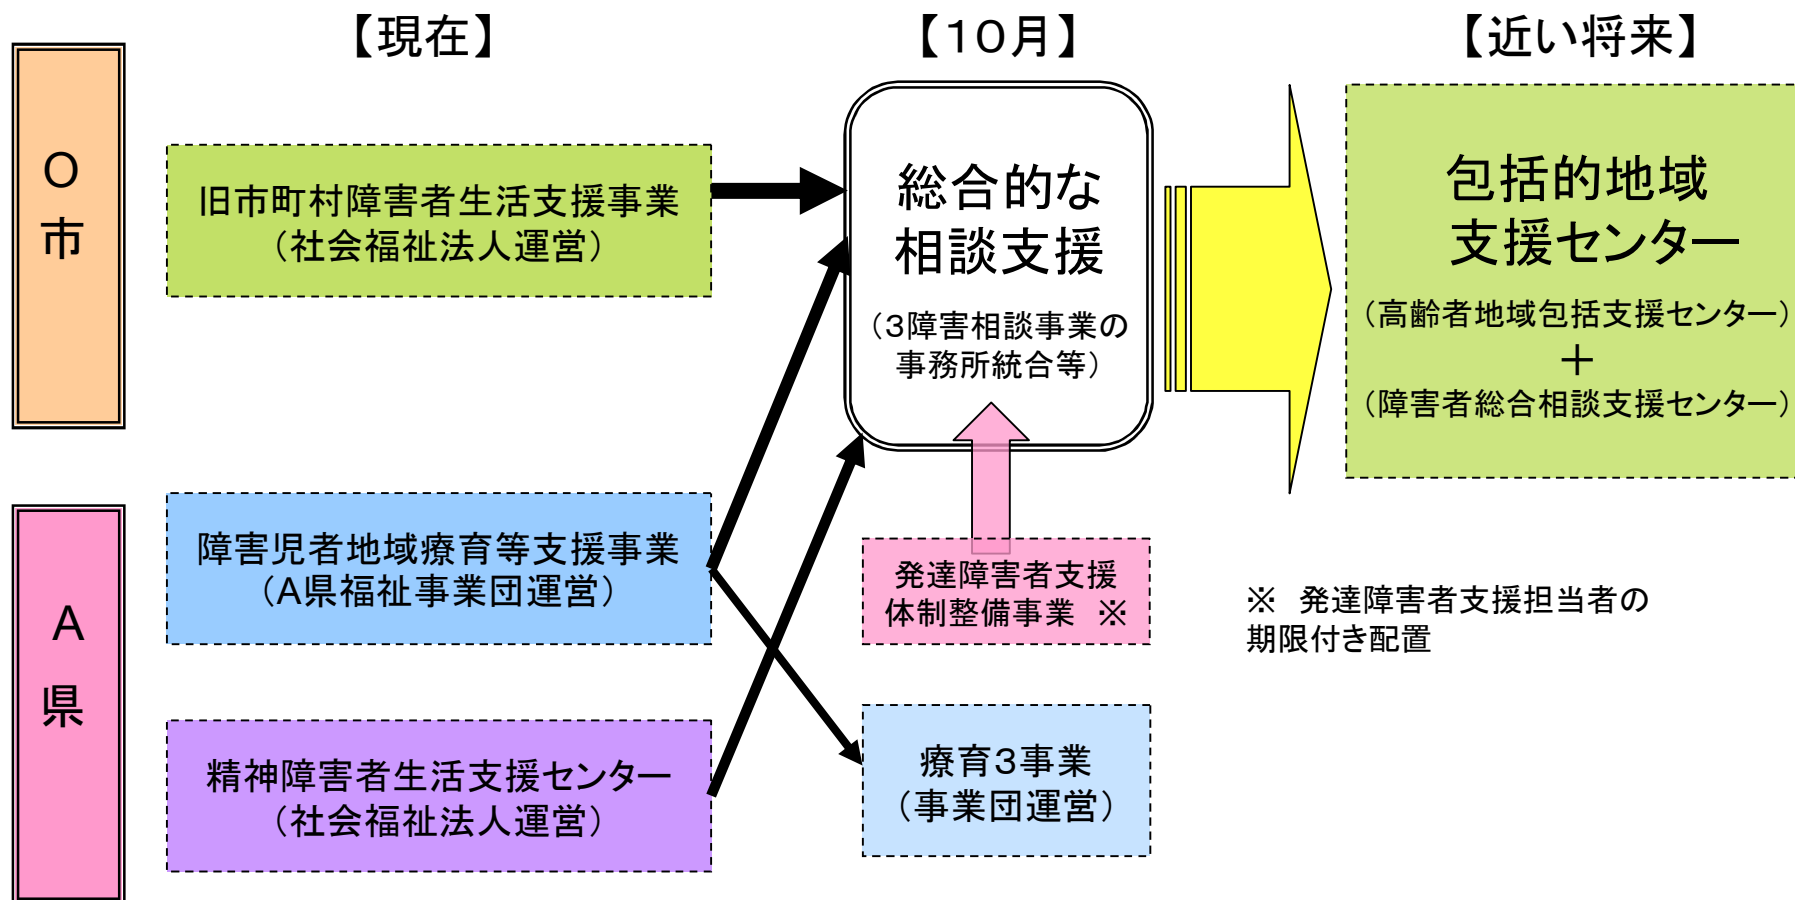 【現在】
【10月】
【近い将来】
O
市
旧市町村障害者生活支援事業
（社会福祉法人運営）
総合的な
相談支援
（3障害相談事業の
事務所統合等）
包括的地域
支援センター
（高齢者地域包括支援センター）
＋
（障害者総合相談支援センター）
A
県
障害児者地域療育等支援事業
（A県福祉事業団運営）
発達障害者支援
体制整備事業　※
※　発達障害者支援担当者の
期限付き配置
精神障害者生活支援センター
（社会福祉法人運営）
療育3事業
（事業団運営）